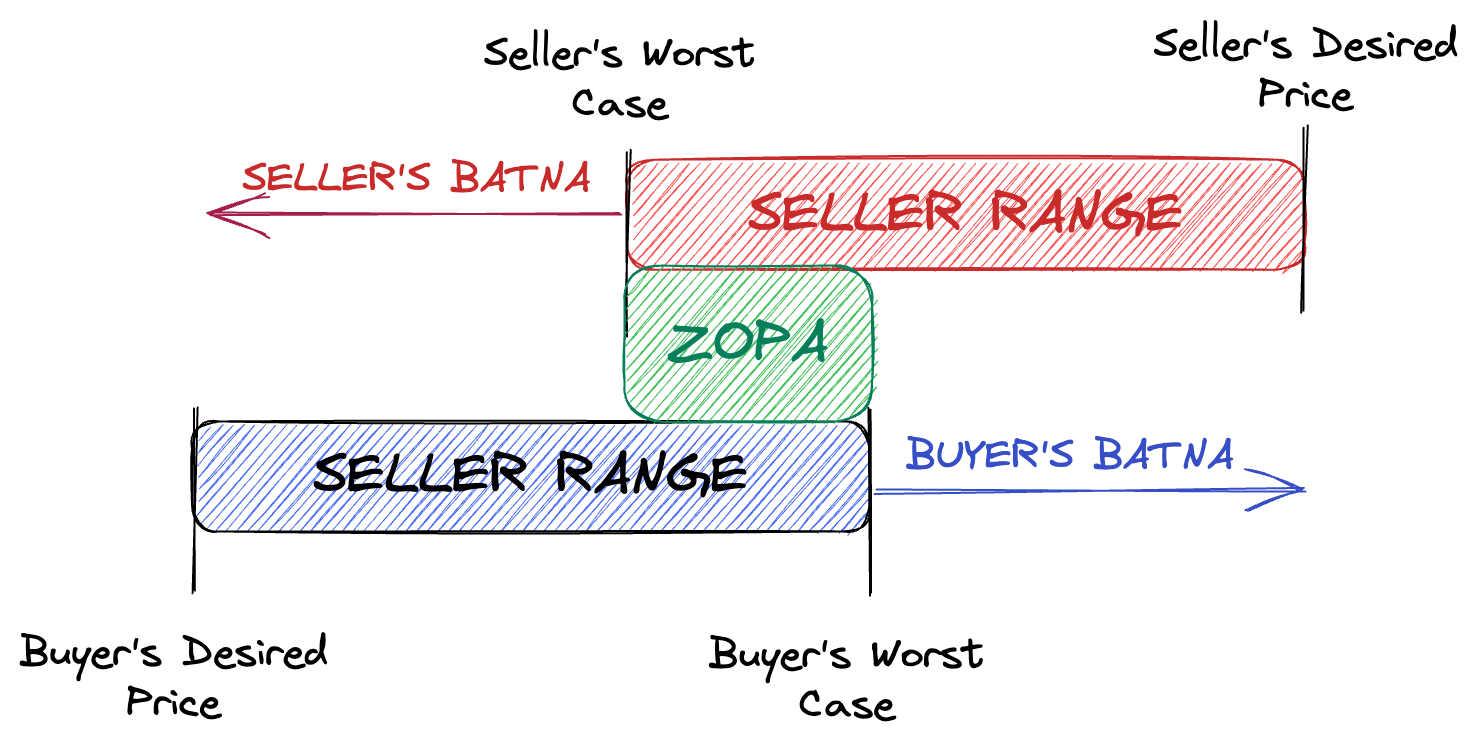 Seller's Worst
Case
Seller's Desired
Price
SELLER'S BATNA
SELLER RANGE
ZOPA
SELLER RANGE
BUYER'S BATNA
Buyer's Desired
Price
Buyer's Worst
Case